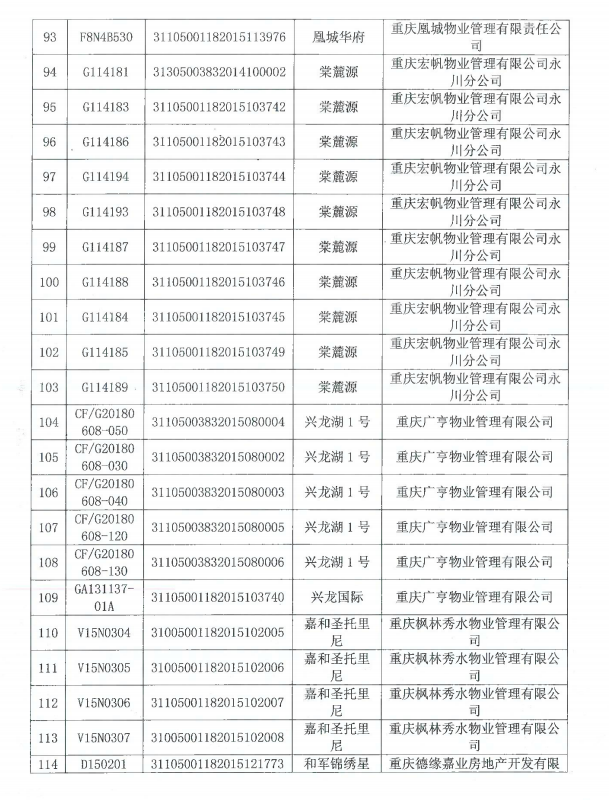 93 F8N4B530 31105001182015113976 凰城华府 重庆凰城物业管理有限责任公
司
94 G114181 31305003832014100002 棠麓源 重庆宏帆物业管理有限公司永
川分公司
95 G114183 31105001182015103742 棠麓源 重庆宏帆物业管理有限公司永
川分公司
96 G114186 31105001182015103743 棠麓源 重庆宏帆物业管理有限公司永
川分公司
97 G114194 31105001182015103744 棠麓源 重庆宏帆物业管理有限公司永
川分公司
98 G114193 31105001182015103748 棠麓源 重庆宏帆物业管理有限公司永
川分公司
99 G114187 31105001182015103747 棠麓源 重庆宏帆物业管理有限公司永
川分公司
100 G114188 31105001182015103746 棠麓源 重庆宏帆物业管理有限公司永
川分公司
101 G114184 31105001182015103745 棠麓源 重庆宏帆物业管理有限公司永
川分公司
102 G114185 31105001182015103749 棠麓源 重庆宏帆物业管理有限公司永
川分公司
103 G114189 31105001182015103750 棠麓源 重庆宏帆物业管理有限公司永
川分公司
104 CF/G20180 31105003832015080004 兴龙湖1号 重庆广亨物业管理有限公司
608-050
105 CF/G20180 31105003832015080002 兴龙湖1号 重庆广亨物业管理有限公司
608-030
106 CF/G20180 31105003832015080003 兴龙湖1号 重庆广亨物业管理有限公司
608-040
107 CF/G20180 31105003832015080005 兴龙湖1号 重庆广亨物业管理有限公司
608-120
108 CF/G20180 31105003832015080006 兴龙湖1号 重庆广亨物业管理有限公司
608-130
109 GA131137- 31105001182015103740 兴龙国际 重庆广亨物业管理有限公司
01A
110 V15N0304 31005001182015102005 嘉和圣托里 重庆枫林秀水物业管理有限公
尼 司
111 V15N0305 31005001182015102006 嘉和圣托里 重庆枫林秀水物业管理有限公
尼 司
112 V15N0306 31105001182015102007 嘉和圣托里 重庆枫林秀水物业管理有限公
尼 司
113 V15N0307 31005001182015102008 嘉和圣托里 重庆枫林秀水物业管理有限公
尼 司
114 D150201 31105001182015121773 和军锦绣星 重庆德缘嘉业房地产开发有限